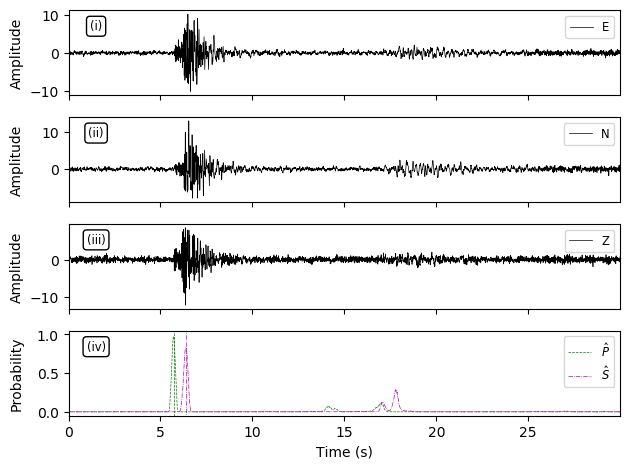 (i)
E
Amplitude
10
0
−10
(ii)
N
Amplitude
10
0
(iii)
Z
Amplitude
0
−10
(iv)
P̂
Ŝ
Probability
1.0
0.5
0.0
0 5 10 15 20 25
Time (s)